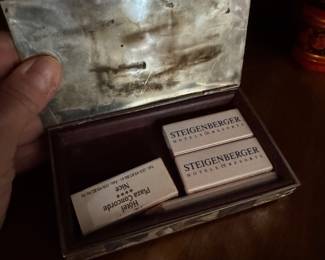 STEIGENBERGER
HOTELS & RESORTS
STEIGENBERGER
HOTELS & RESORTS
Hôtel
★★★★
Plaza Concorde
Nice